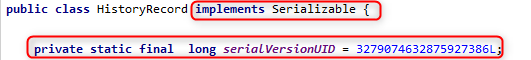 public class HistoryRecord implements Serializable {
private static final long serialVersionUID = 3279074632875927386L;